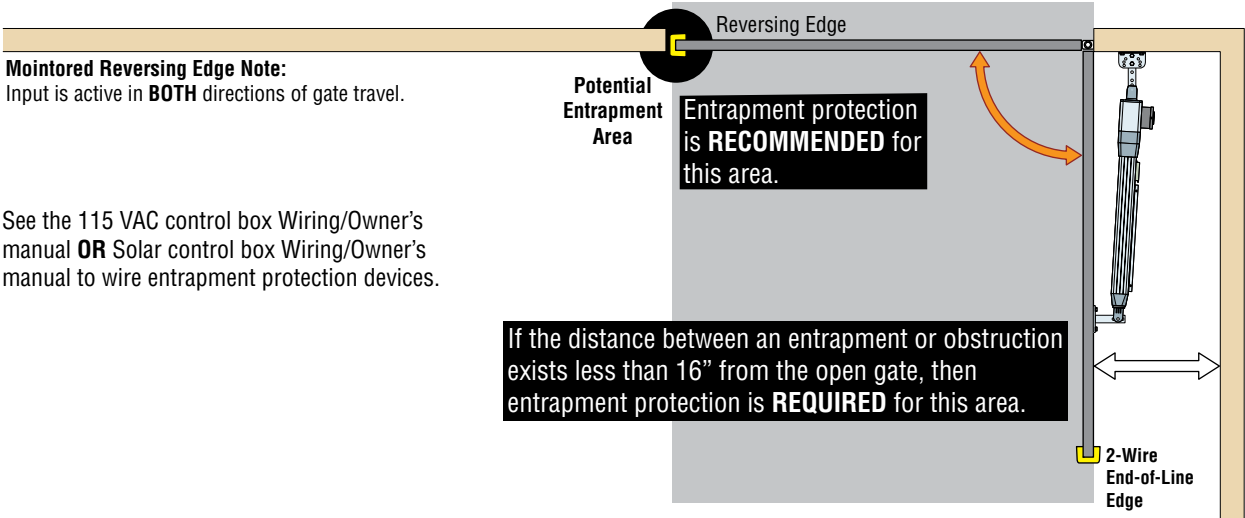 Reversing Edge
Mointored Reversing Edge Note:
Input is active in BOTH directions of gate travel.
Potential
Entrapment
Area
Entrapment protection
is RECOMMENDED for
this area.
See the 115 VAC control box Wiring/Owner’s
manual OR Solar control box Wiring/Owner’s
manual to wire entrapment protection devices.
If the distance between an entrapment or obstruction
exists less than 16” from the open gate, then
entrapment protection is REQUIRED for this area.
2-Wire
End-of-Line
Edge